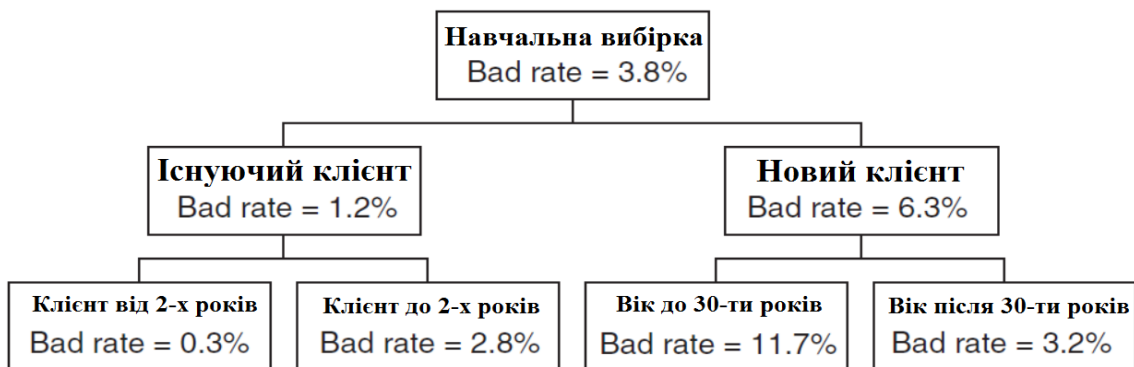 Навчальна вибірка
Bad rate = 3.8%
Існуючий клієнт
Bad rate = 1.2%
Новий клієнт
Bad rate = 6.3%
Клієнт від 2-х років
Bad rate = 0.3%
Клієнт до 2-х років
Bad rate = 2.8%
Вік до 30-ти років
Bad rate = 11.7%
Вік після 30-ти років
Bad rate = 3.2%